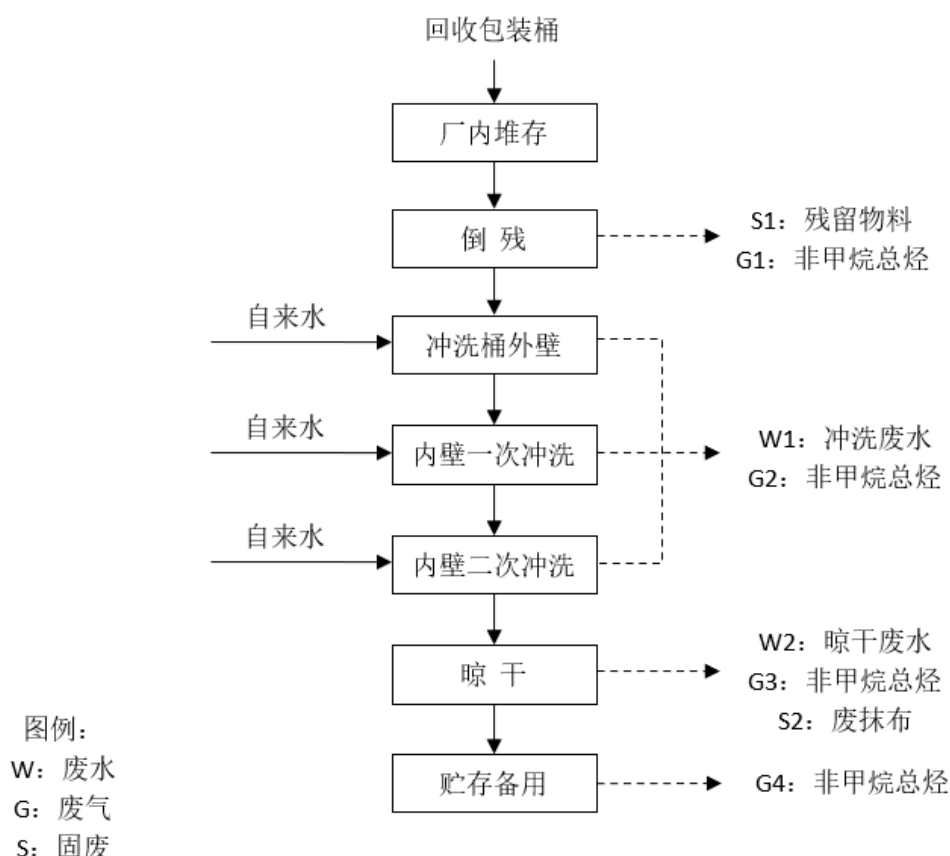 回收包装桶
厂内堆存
倒 残
S1：残留物料
G1：非甲烷总烃
自来水
冲洗桶外壁
自来水
内壁一次冲洗
W1：冲洗废水
G2：非甲烷总烃
自来水
内壁二次冲洗
晾 干
W2：晾干废水
G3：非甲烷总烃
S2：废抹布
贮存备用
G4：非甲烷总烃
图例：
W：废水
G：废气
S：固废